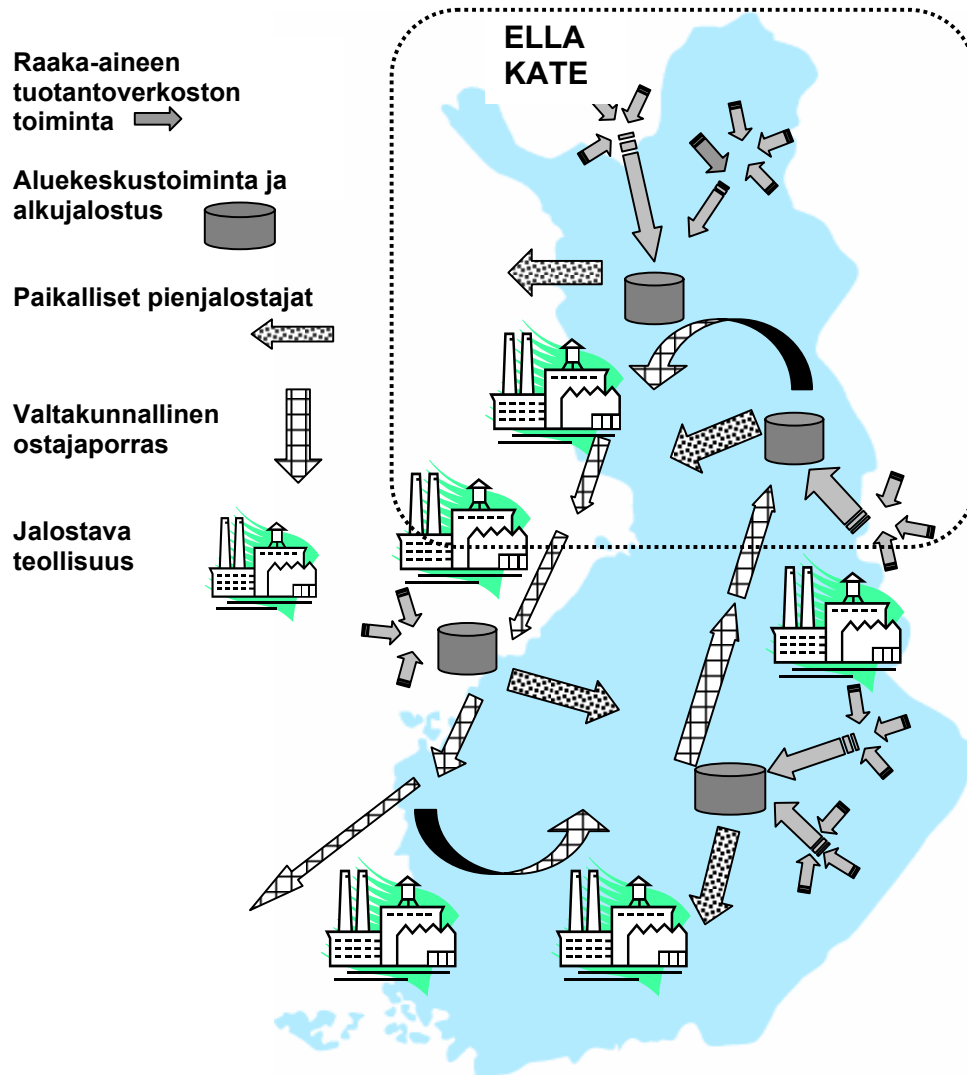 ELLA
KATE
Raaka-aineen
tuotantoverkoston
toiminta
Aluekeskustoiminta ja
alkujalostus
Paikalliset pienjalostajat
Valtakunnallinen
ostajaporras
Jalostava
teollisuus